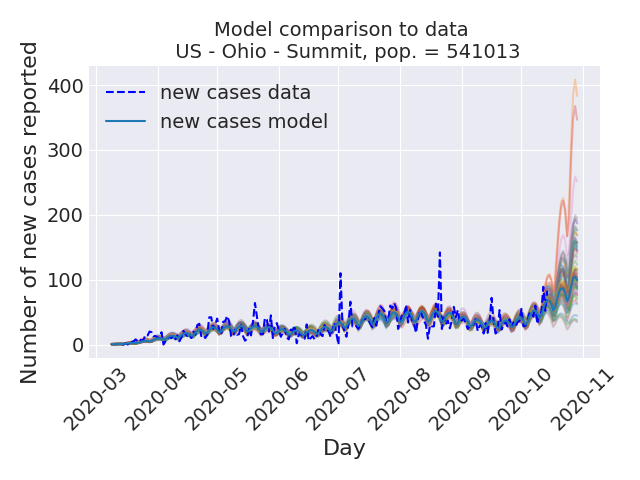 Model comparison to data
US - Ohio - Summit, pop. = 541013
Number of new cases reported
400
300
200
100
0
new cases data
new cases model
2020-03
2020-04
2020-05
2020-06
2020-07
2020-08
2020-09
2020-10
2020-11
Day